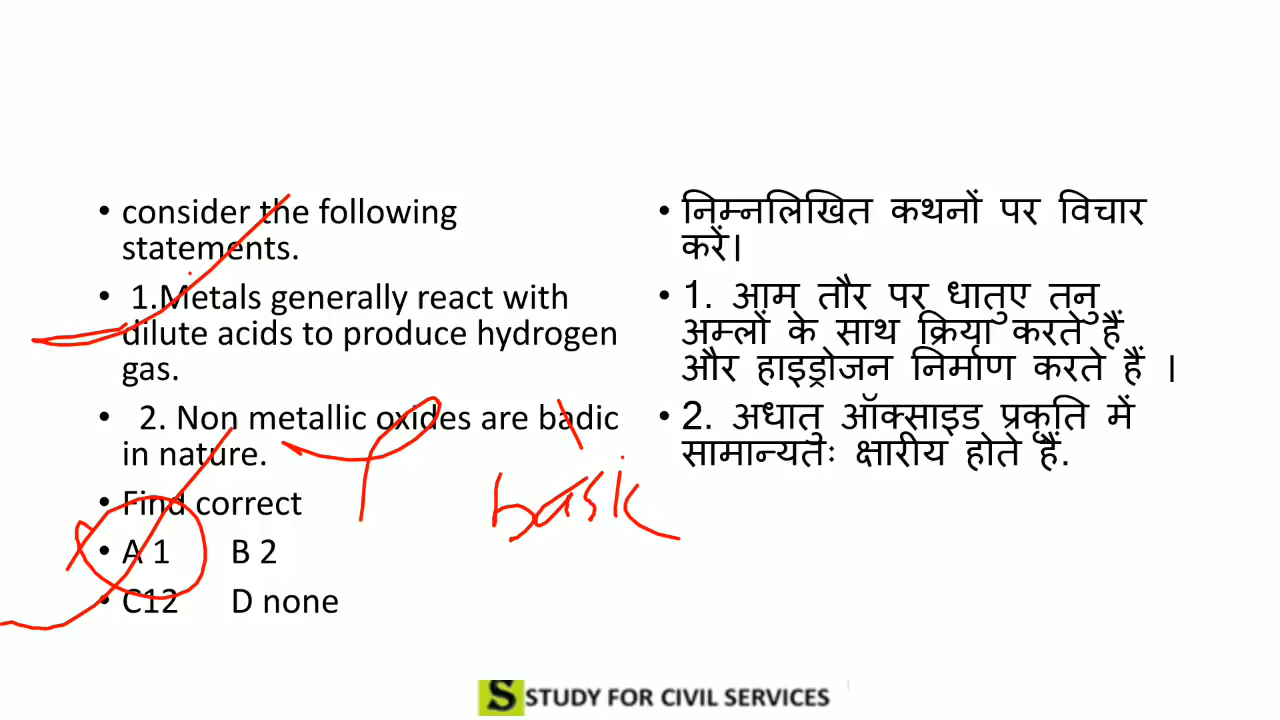 • consider the following
statements.
• 1.Metals generally react with
dilute acids to produce hydrogen
gas.
• 2. Non metallic oxides are badic
in nature.
basic
• Find correct
• A 1 B 2
• C12 D none
• निम्नलिखित कथनों पर विचार
करें।
• 1. आम तौर पर धातुए तनु
अम्लों के साथ क्रिया करते हैं
और हाइड्रोजन निर्माण करते हैं ।
• 2. अधातु ऑक्साइड प्रकृति में
सामान्यतः क्षारीय होते हैं.
S STUDY FOR CIVIL SERVICES